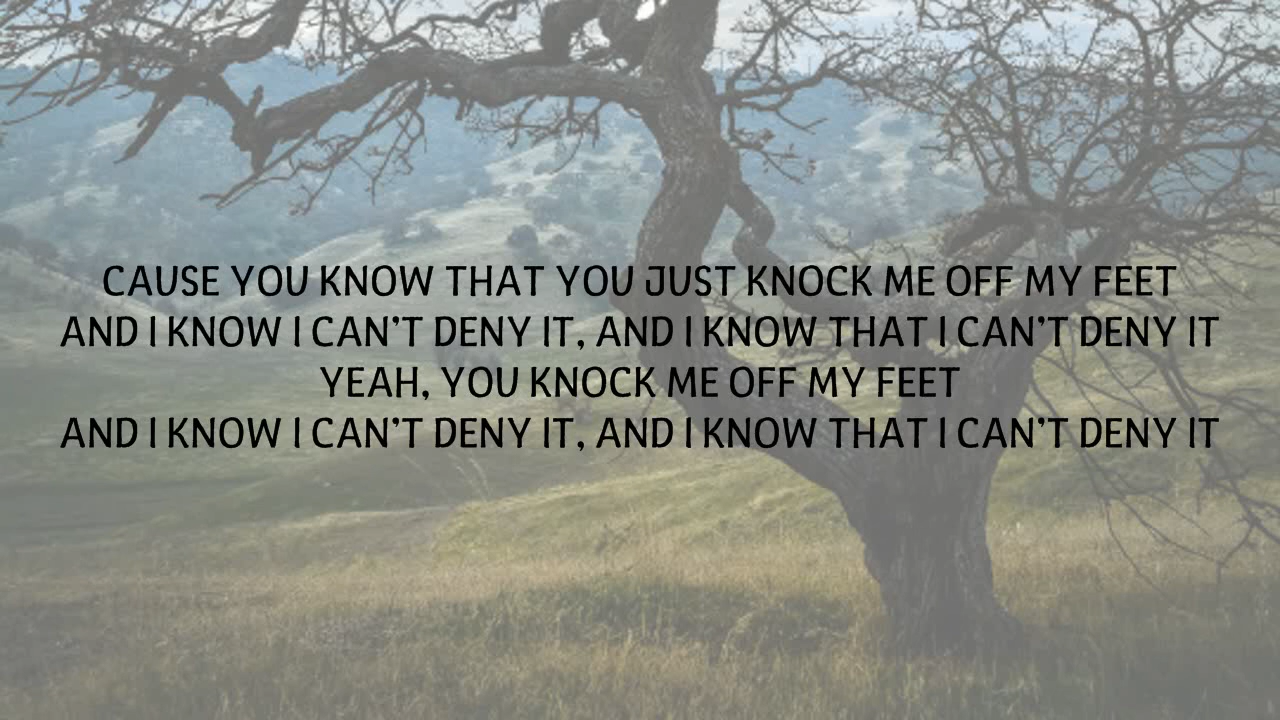 CAUSE YOU KNOW THAT YOU JUST KNOCK ME OFF MY FEET
AND I KNOW I CAN'T DENY IT, AND I KNOW THAT I CAN'T DENY IT
YEAH, YOU KNOCK ME OFF MY FEET
AND I KNOW I CAN'T DENY IT, AND I KNOW THAT I CAN'T DENY IT